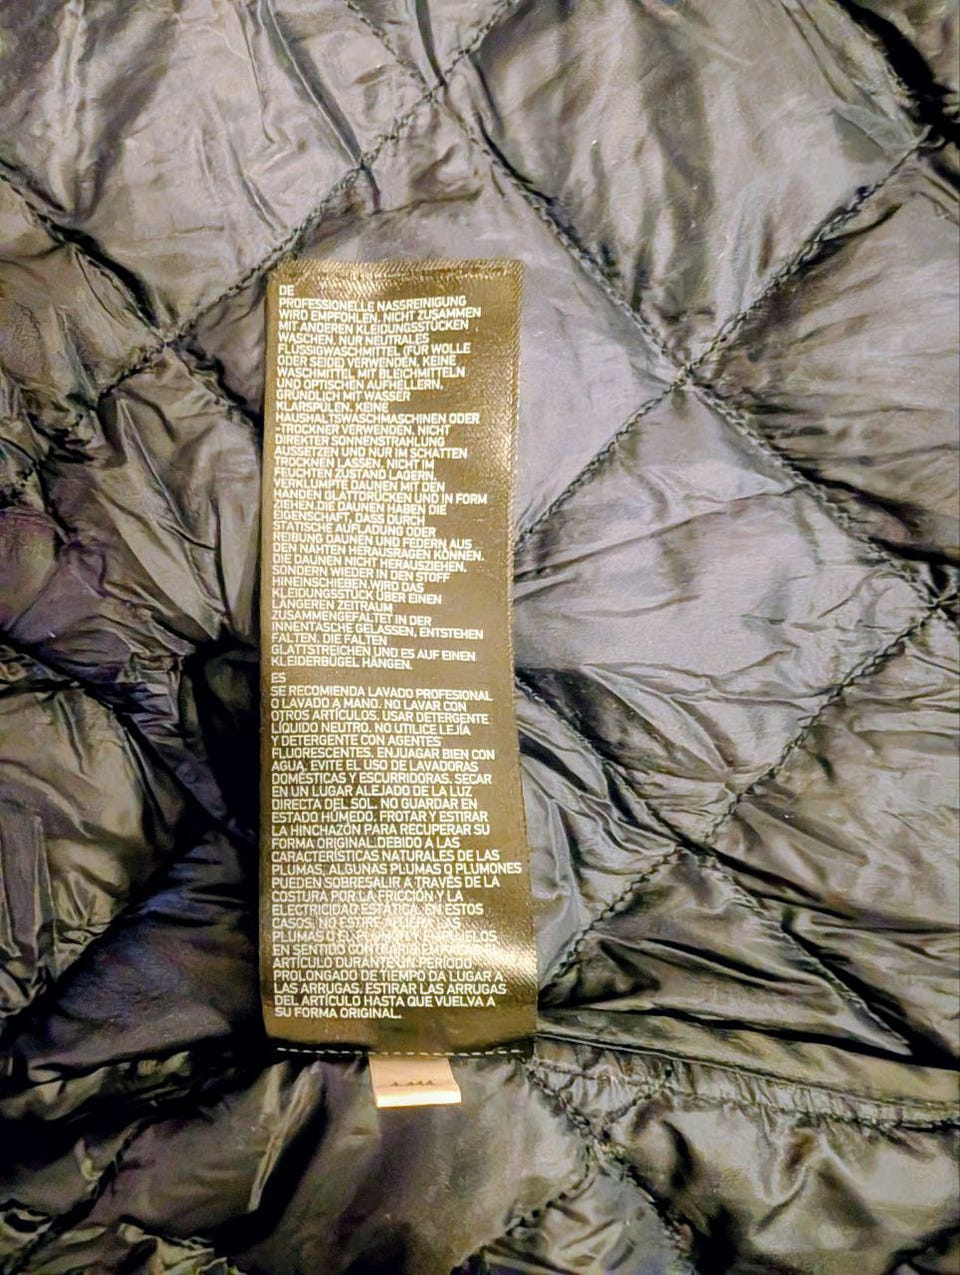 DE
PROFESSIONELLE NASSREINIGUNG
WIRD EMPFOHLEN. NICHT ZUSAMMEN
MIT ANDEREN KLEIDUNGSSTÜCKEN
WASCHEN. NUR NEUTRALES
FLÜSSIGWASCHMITTEL (FÜR WOLLE
ODER SEIDE) VERWENDEN, KEINE
WASCHMITTEL MIT BLEICHMITTELN
UND OPTISCHEN AUFHELLERN.
GRÜNDLICH MIT WASSER
KLARSPÜLEN. KEINE
HAUSHALTSWASCHMASCHINEN ODER
-TROCKNER VERWENDEN. NICHT
DIREKTER SONNENSTRAHLUNG
AUSSETZEN UND NUR IM SCHATTEN
TROCKNEN LASSEN. NICHT IM
FEUCHTEN ZUSTAND LAGERN.
VERKLUMPTE DAUNEN MIT DEN
HÄNDEN GLATTDRÜCKEN UND IN FORM
ZIEHEN.DIE DAUNEN HABEN DIE
EIGENSCHAFT, DASS DURCH
STATISCHE AUFLADUNG ODER
REIBUNG DAUNEN UND FEDERN AUS
DEN NÄHTEN HERAUSRAGEN KÖNNEN.
DIE DAUNEN NICHT HERAUSZIEHEN,
SONDERN WIEDER IN DEN STOFF
HINEINSCHIEBEN.WIRD DAS
KLEIDUNGSSTÜCK ÜBER EINEN
LÄNGEREN ZEITRAUM
ZUSAMMENGEFALTET IN DER
INNENTASCHE GELASSEN, ENTSTEHEN
FALTEN. DIE FALTEN
GLATTSTREICHEN UND ES AUF EINEN
KLEIDERBÜGEL HÄNGEN.
ES
SE RECOMIENDA LAVADO PROFESIONAL
O LAVADO A MANO. NO LAVAR CON
OTROS ARTÍCULOS. USAR DETERGENTE
LÍQUIDO NEUTRO. NO UTILICE LEJÍA
Y DETERGENTE CON AGENTES
FLUORESCENTES. ENJUAGAR BIEN CON
AGUA. EVITE EL USO DE LAVADORAS
DOMÉSTICAS Y ESCURRIDORAS. SECAR
EN UN LUGAR ALEJADO DE LA LUZ
DIRECTA DEL SOL. NO GUARDAR EN
ESTADO HÚMEDO. FROTAR Y ESTIRAR
LA HINCHAZÓN PARA RECUPERAR SU
FORMA ORIGINAL.DEBIDO A LAS
CARACTERÍSTICAS NATURALES DE LAS
PLUMAS, ALGUNAS PLUMAS O PLUMONES
PUEDEN SOBRESALIR A TRAVÉS DE LA
COSTURA POR LA FRICCIÓN Y LA
ELECTRICIDAD ESTÁTICA. EN ESTOS
CASOS, NO ESTIRE AFUERA LAS
PLUMAS O
EN SENTIDO CONTRARIO
ARTÍCULO DURANTE UN PERÍODO
PROLONGADO DE TIEMPO DA LUGAR A
LAS ARRUGAS. ESTIRAR LAS ARRUGAS
DEL ARTÍCULO HASTA QUE VUELVA A
SU FORMA ORIGINAL.